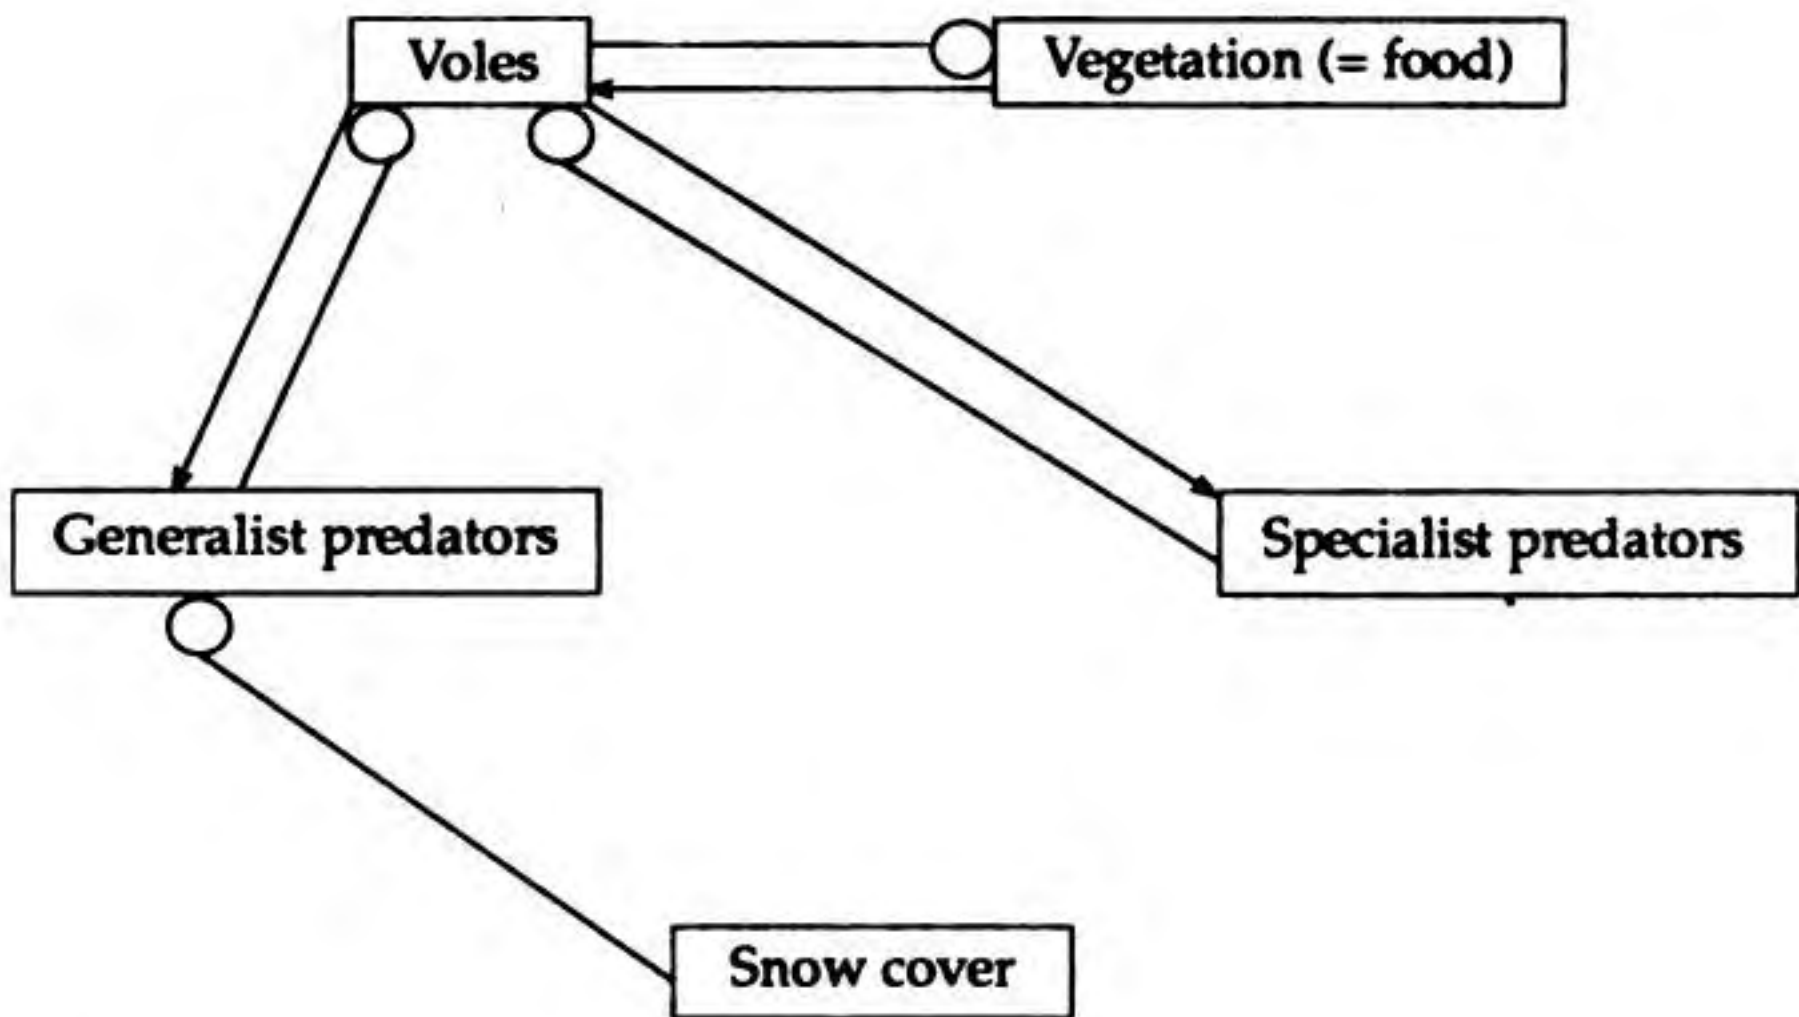 Voles
Vegetation (= food)
Generalist predators
Specialist predators
Snow cover